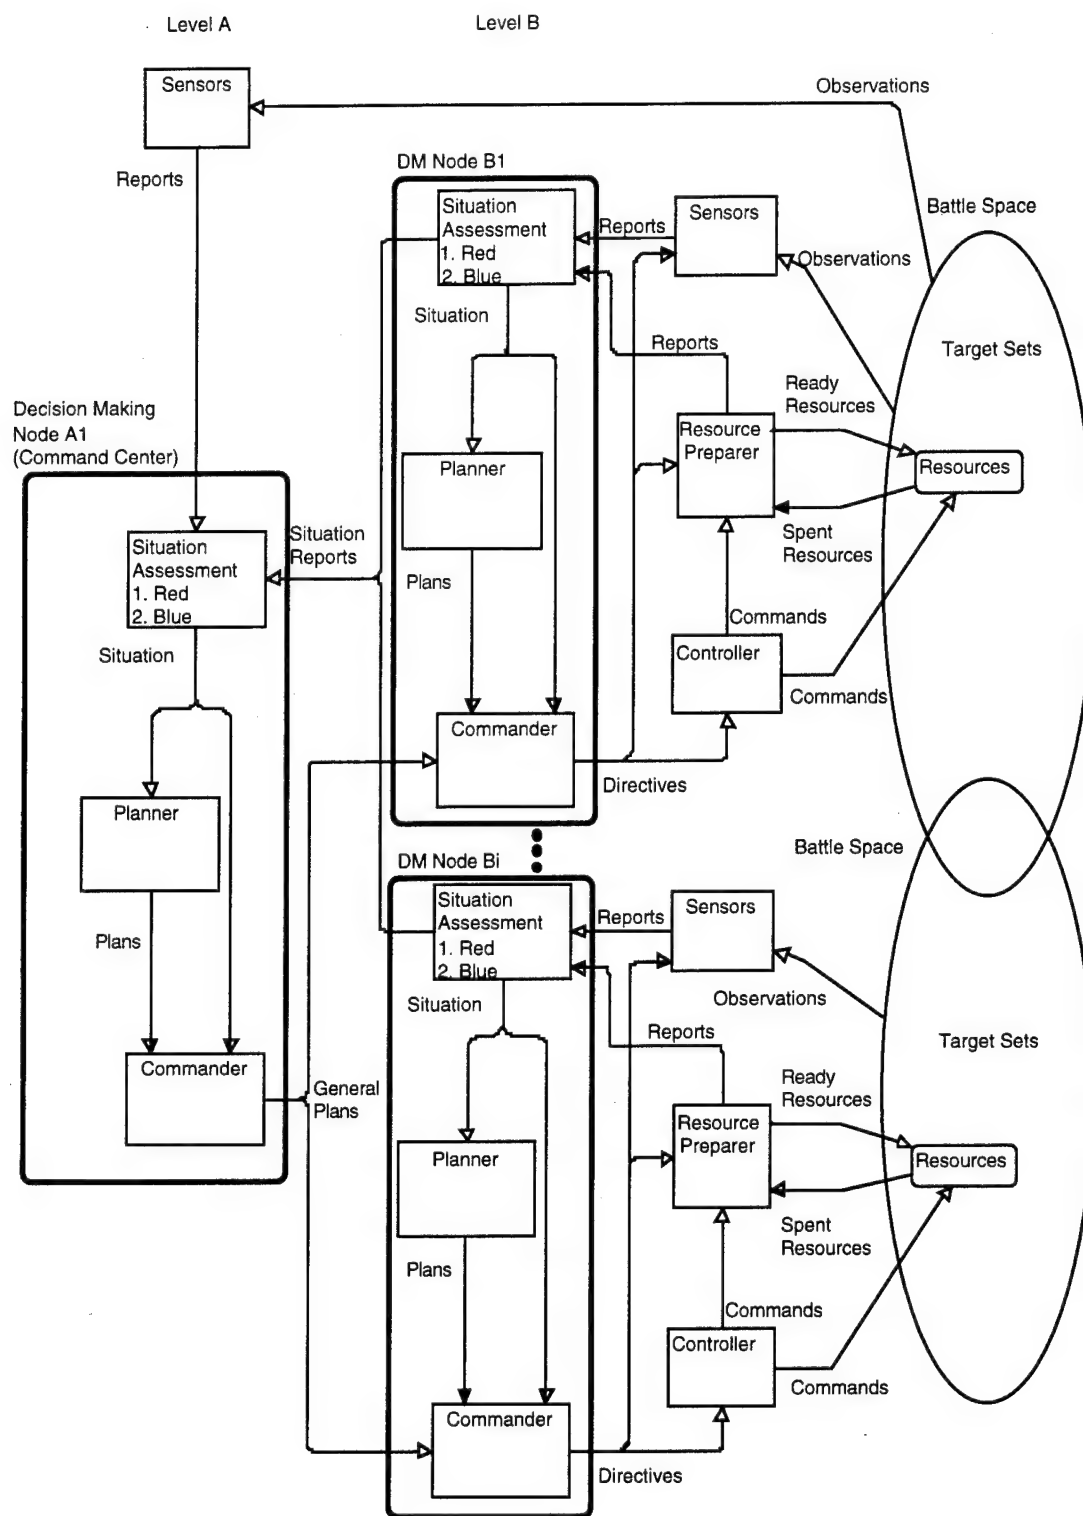 Level A
Level B
Sensors
Observations
Reports
DM Node B1
Situation
Assessment
1. Red
2. Blue
Reports
Sensors
Battle Space
Observations
Situation
Reports
Target Sets
Ready
Resources
Decision Making
Node A1
(Command Center)
Planner
Resource
Preparer
Resources
Situation
Reports
Spent
Resources
Situation
Assessment
1. Red
2. Blue
Plans
Commands
Situation
Controller
Commands
Commander
Directives
Planner
Battle Space
DM Node Bi
Situation
Assessment
1. Red
2. Blue
Reports
Sensors
Plans
Situation
Observations
Reports
Target Sets
Commander
Ready
Resources
General
Plans
Resource
Preparer
Planner
Resources
Spent
Resources
Plans
Commands
Controller
Commands
Commander
Directives